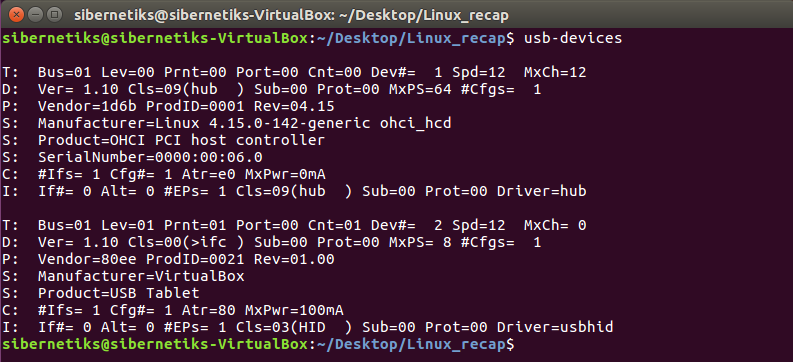 sibernetiks@sibernetiks-VirtualBox: ~/Desktop/Linux_recap
sibernetiks@sibernetiks-VirtualBox:~/Desktop/Linux_recap$ usb-devices
T:  Bus=01 Lev=00 Prnt=00 Port=00 Cnt=00 Dev#=  1 Spd=12  MxCh=12
D:  Ver= 1.10 Cls=09(hub  ) Sub=00 Prot=00 MxPS=64 #Cfgs=  1
P:  Vendor=1d6b ProdID=0001 Rev=04.15
S:  Manufacturer=Linux 4.15.0-142-generic ohci_hcd
S:  Product=OHCI PCI host controller
S:  SerialNumber=0000:00:06.0
C:  #Ifs= 1 Cfg#= 1 Atr=e0 MxPwr=0mA
I:  If#= 0 Alt= 0 #EPs= 1 Cls=09(hub  ) Sub=00 Prot=00 Driver=hub
T:  Bus=01 Lev=01 Prnt=01 Port=00 Cnt=01 Dev#=  2 Spd=12  MxCh= 0
D:  Ver= 1.10 Cls=00(>ifc ) Sub=00 Prot=00 MxPS= 8 #Cfgs=  1
P:  Vendor=80ee ProdID=0021 Rev=01.00
S:  Manufacturer=VirtualBox
S:  Product=USB Tablet
C:  #Ifs= 1 Cfg#= 1 Atr=80 MxPwr=100mA
I:  If#= 0 Alt= 0 #EPs= 1 Cls=03(HID  ) Sub=00 Prot=00 Driver=usbhid
sibernetiks@sibernetiks-VirtualBox:~/Desktop/Linux_recap$